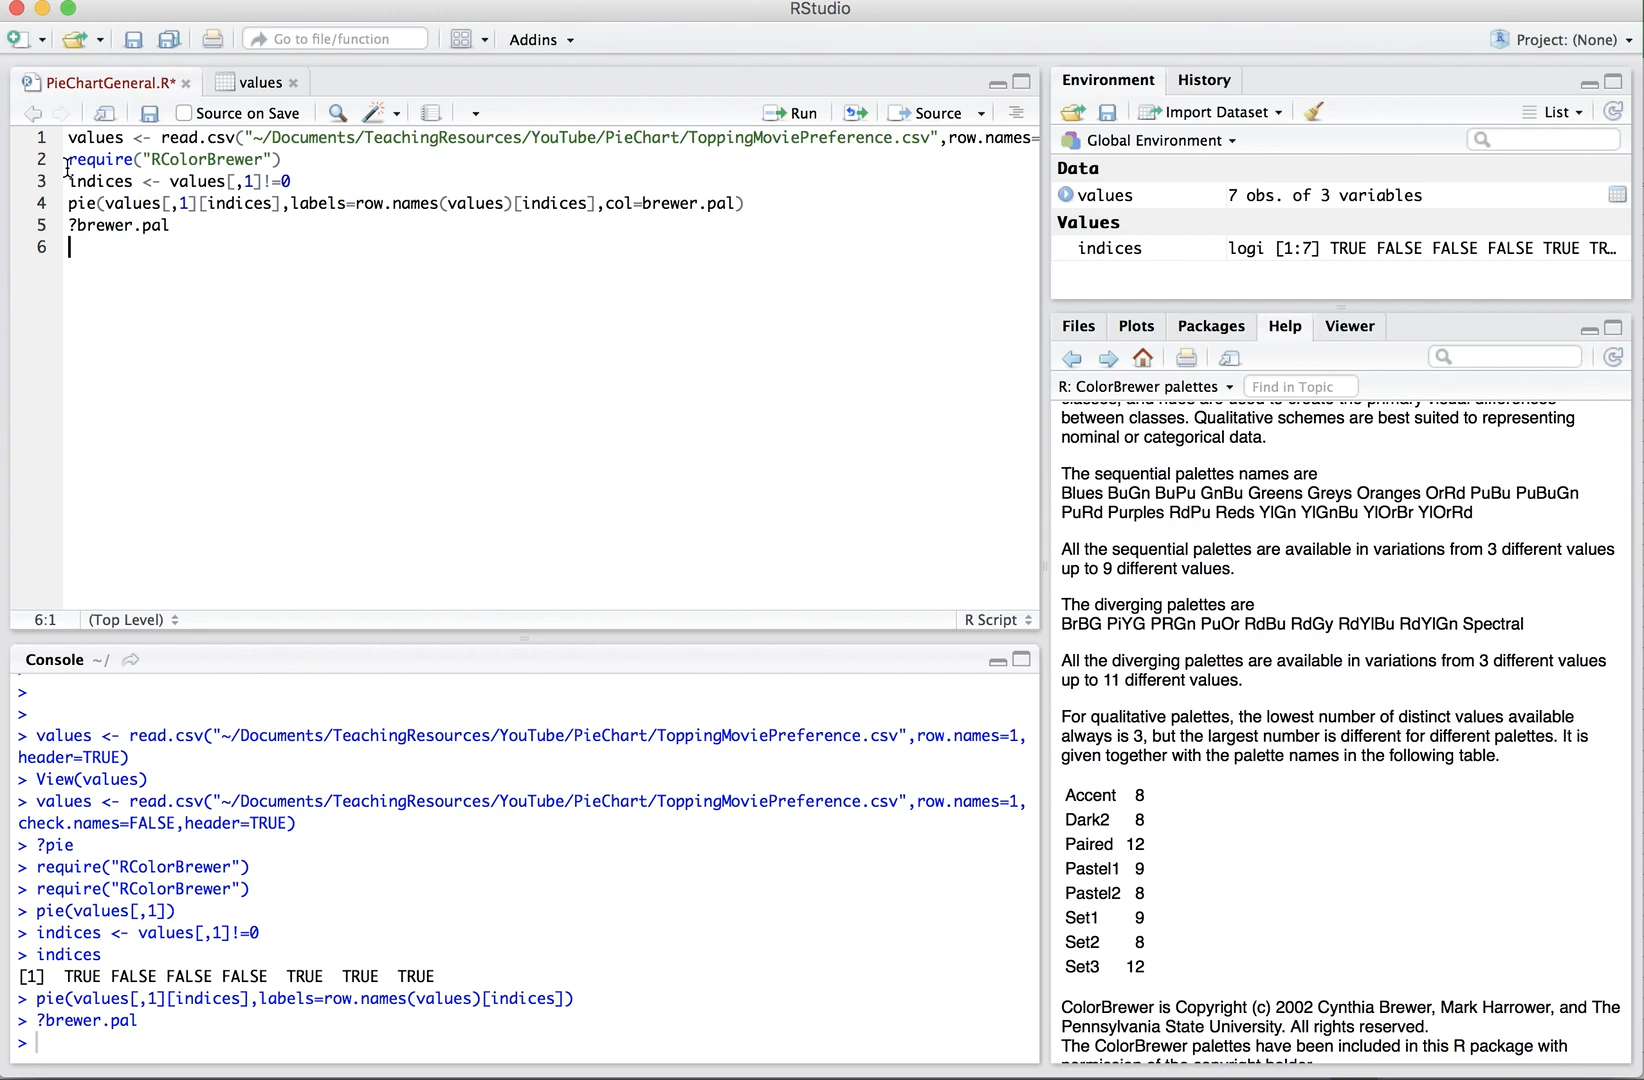 RStudio
Go to file/function
Addins
Project: (None)
PieChartGeneral.R*
values
Source on Save
Run
Source
1 values <- read.csv("~/Documents/TeachingResources/YouTube/PieChart/ToppingMoviePreference.csv",row.names=
2 require("RColorBrewer")
3 indices <- values[,1]!=0
4 pie(values[,1][indices],labels=row.names(values)[indices],col=brewer.pal)
5 ?brewer.pal
6
6:1
(Top Level)
R Script
Console ~/
>
>
> values <- read.csv("~/Documents/TeachingResources/YouTube/PieChart/ToppingMoviePreference.csv",row.names=1,
header=TRUE)
> View(values)
> values <- read.csv("~/Documents/TeachingResources/YouTube/PieChart/ToppingMoviePreference.csv",row.names=1,
check.names=FALSE,header=TRUE)
> ?pie
> require("RColorBrewer")
> require("RColorBrewer")
> pie(values[,1])
> indices <- values[,1]!=0
> indices
[1]  TRUE FALSE FALSE FALSE  TRUE  TRUE  TRUE
> pie(values[,1][indices],labels=row.names(values)[indices])
> ?brewer.pal
>
Environment
History
Import Dataset
List
Global Environment
Data
values 7 obs. of 3 variables
Values
indices logi [1:7] TRUE FALSE FALSE FALSE TRUE TR…
Files
Plots
Packages
Help
Viewer
R: ColorBrewer palettes
Find in Topic
classes, and hues are used to create the primary visual differences
between classes. Qualitative schemes are best suited to representing
nominal or categorical data.
The sequential palettes names are
Blues BuGn BuPu GnBu Greens Greys Oranges OrRd PuBu PuBuGn
PuRd Purples RdPu Reds YlGn YlGnBu YlOrBr YlOrRd
All the sequential palettes are available in variations from 3 different values
up to 9 different values.
The diverging palettes are
BrBG PiYG PRGn PuOr RdBu RdGy RdYlBu RdYlGn Spectral
All the diverging palettes are available in variations from 3 different values
up to 11 different values.
For qualitative palettes, the lowest number of distinct values available
always is 3, but the largest number is different for different palettes. It is
given together with the palette names in the following table.
Accent 8
Dark2 8
Paired 12
Pastel1 9
Pastel2 8
Set1 9
Set2 8
Set3 12
ColorBrewer is Copyright (c) 2002 Cynthia Brewer, Mark Harrower, and The
Pennsylvania State University. All rights reserved.
The ColorBrewer palettes have been included in this R package with
permission of the copyright holder